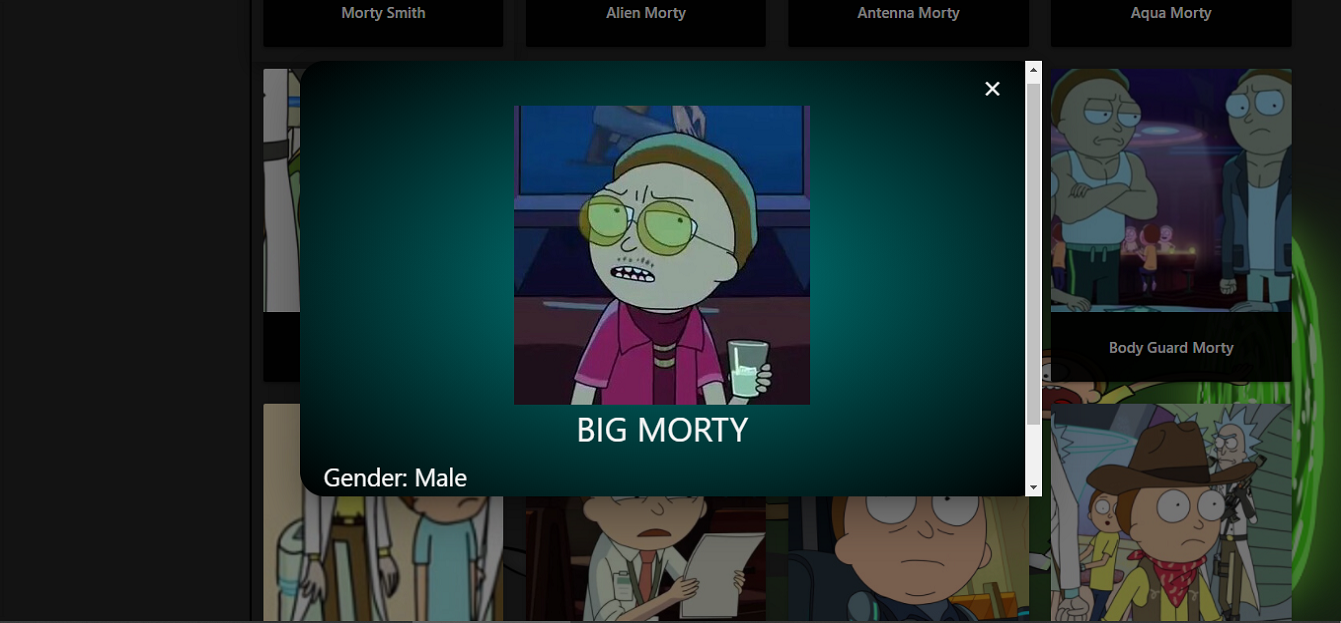 Morty Smith
Alien Morty
Antenna Morty
Aqua Morty
BIG MORTY
Gender: Male
Body Guard Morty